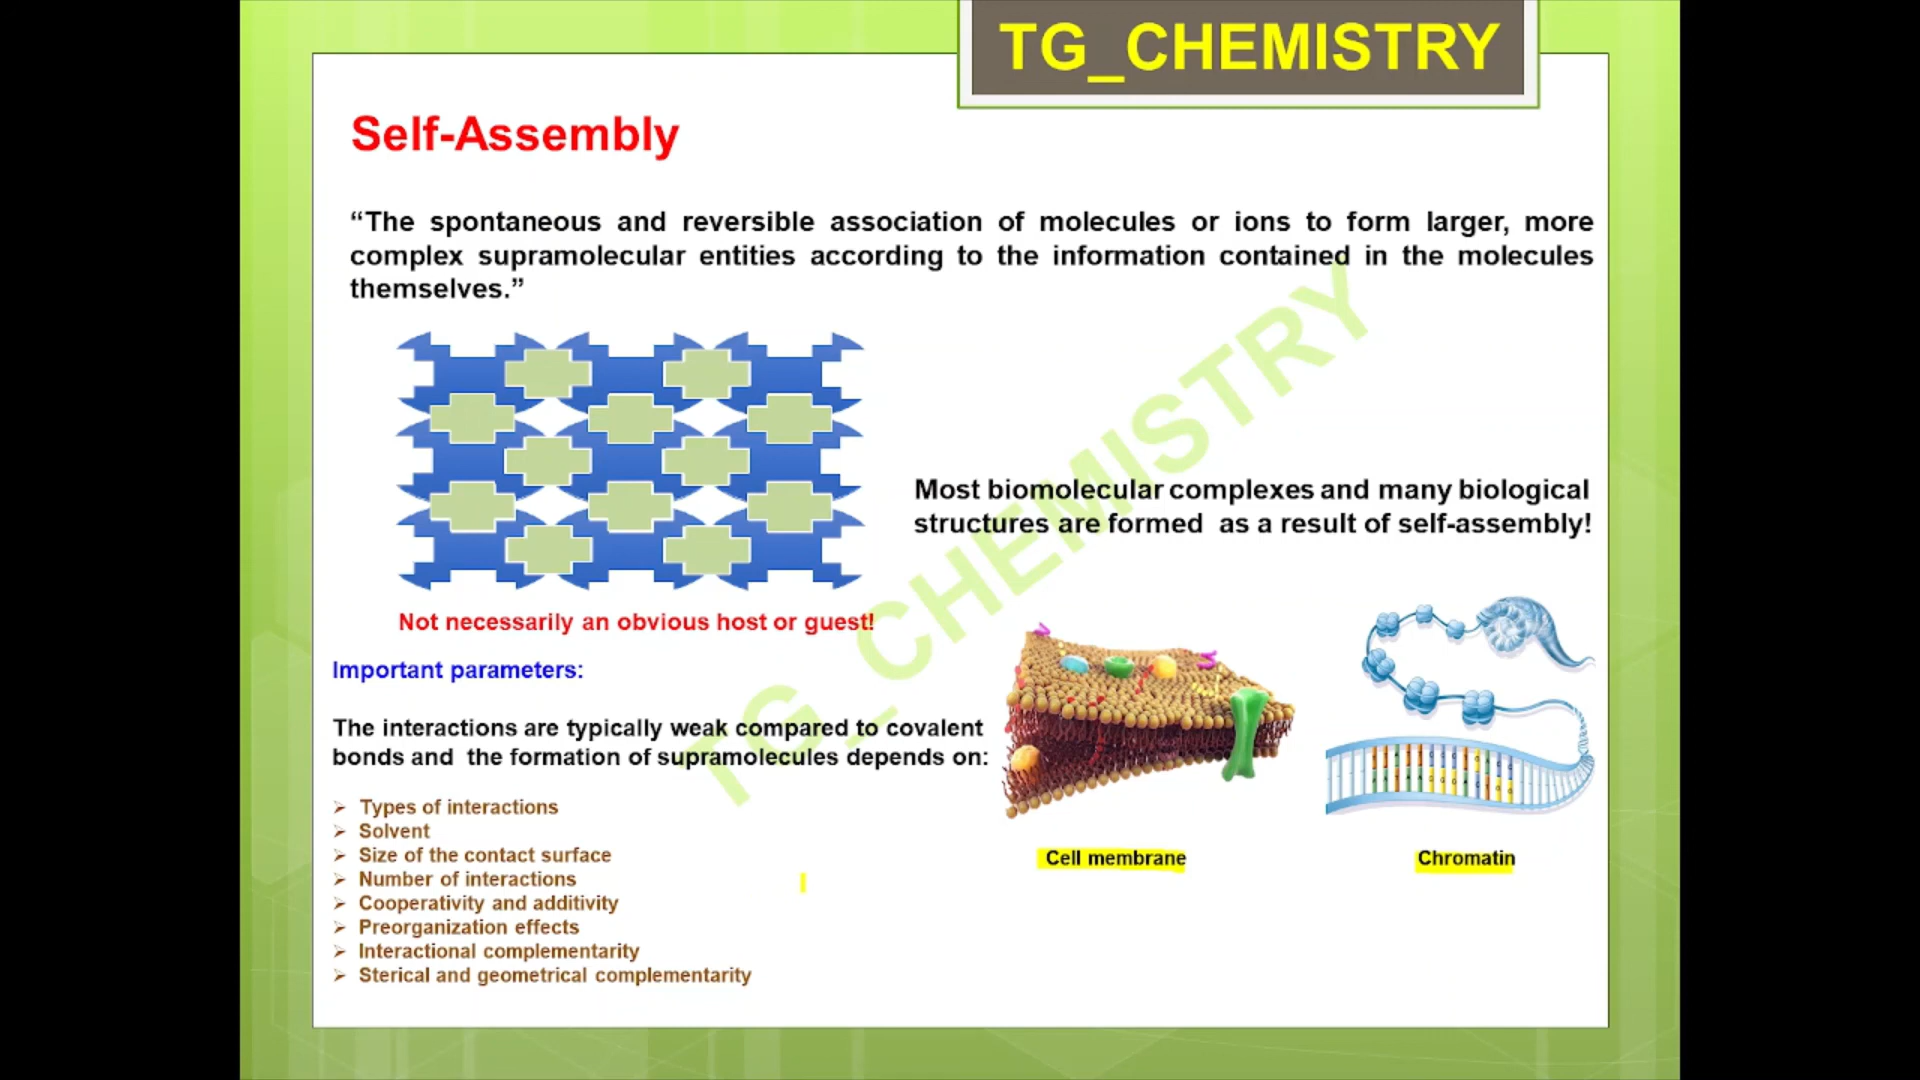 TG_CHEMISTRY
Self-Assembly
“The spontaneous and reversible association of molecules or ions to form larger, more
complex supramolecular entities according to the information contained in the molecules
themselves.”
Most biomolecular complexes and many biological
structures are formed as a result of self-assembly!
Not necessarily an obvious host or guest!
Important parameters:
The interactions are typically weak compared to covalent
bonds and the formation of supramolecules depends on:
Types of interactions
Solvent
Size of the contact surface
Number of interactions
Cooperativity and additivity
Preorganization effects
Interactional complementarity
Sterical and geometrical complementarity
Cell membrane
Chromatin
TG_CHEMISTRY